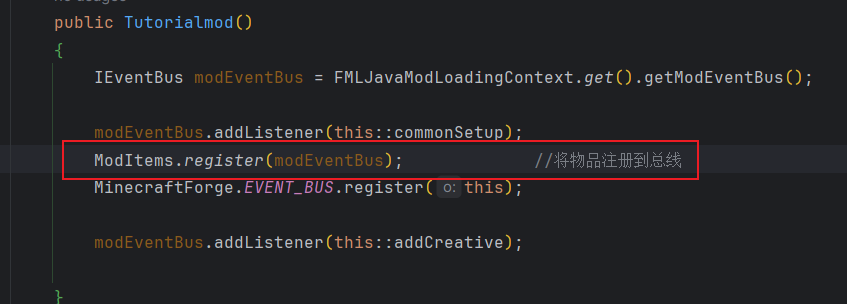 public Tutorialmod()
{
IEventBus modEventBus = FMLJavaModLoadingContext.get().getModEventBus();
modEventBus.addListener(this::commonSetup);
ModItems.register(modEventBus); //将物品注册到总线
MinecraftForge.EVENT_BUS.register( o: this);
modEventBus.addListener(this::addCreative);
}